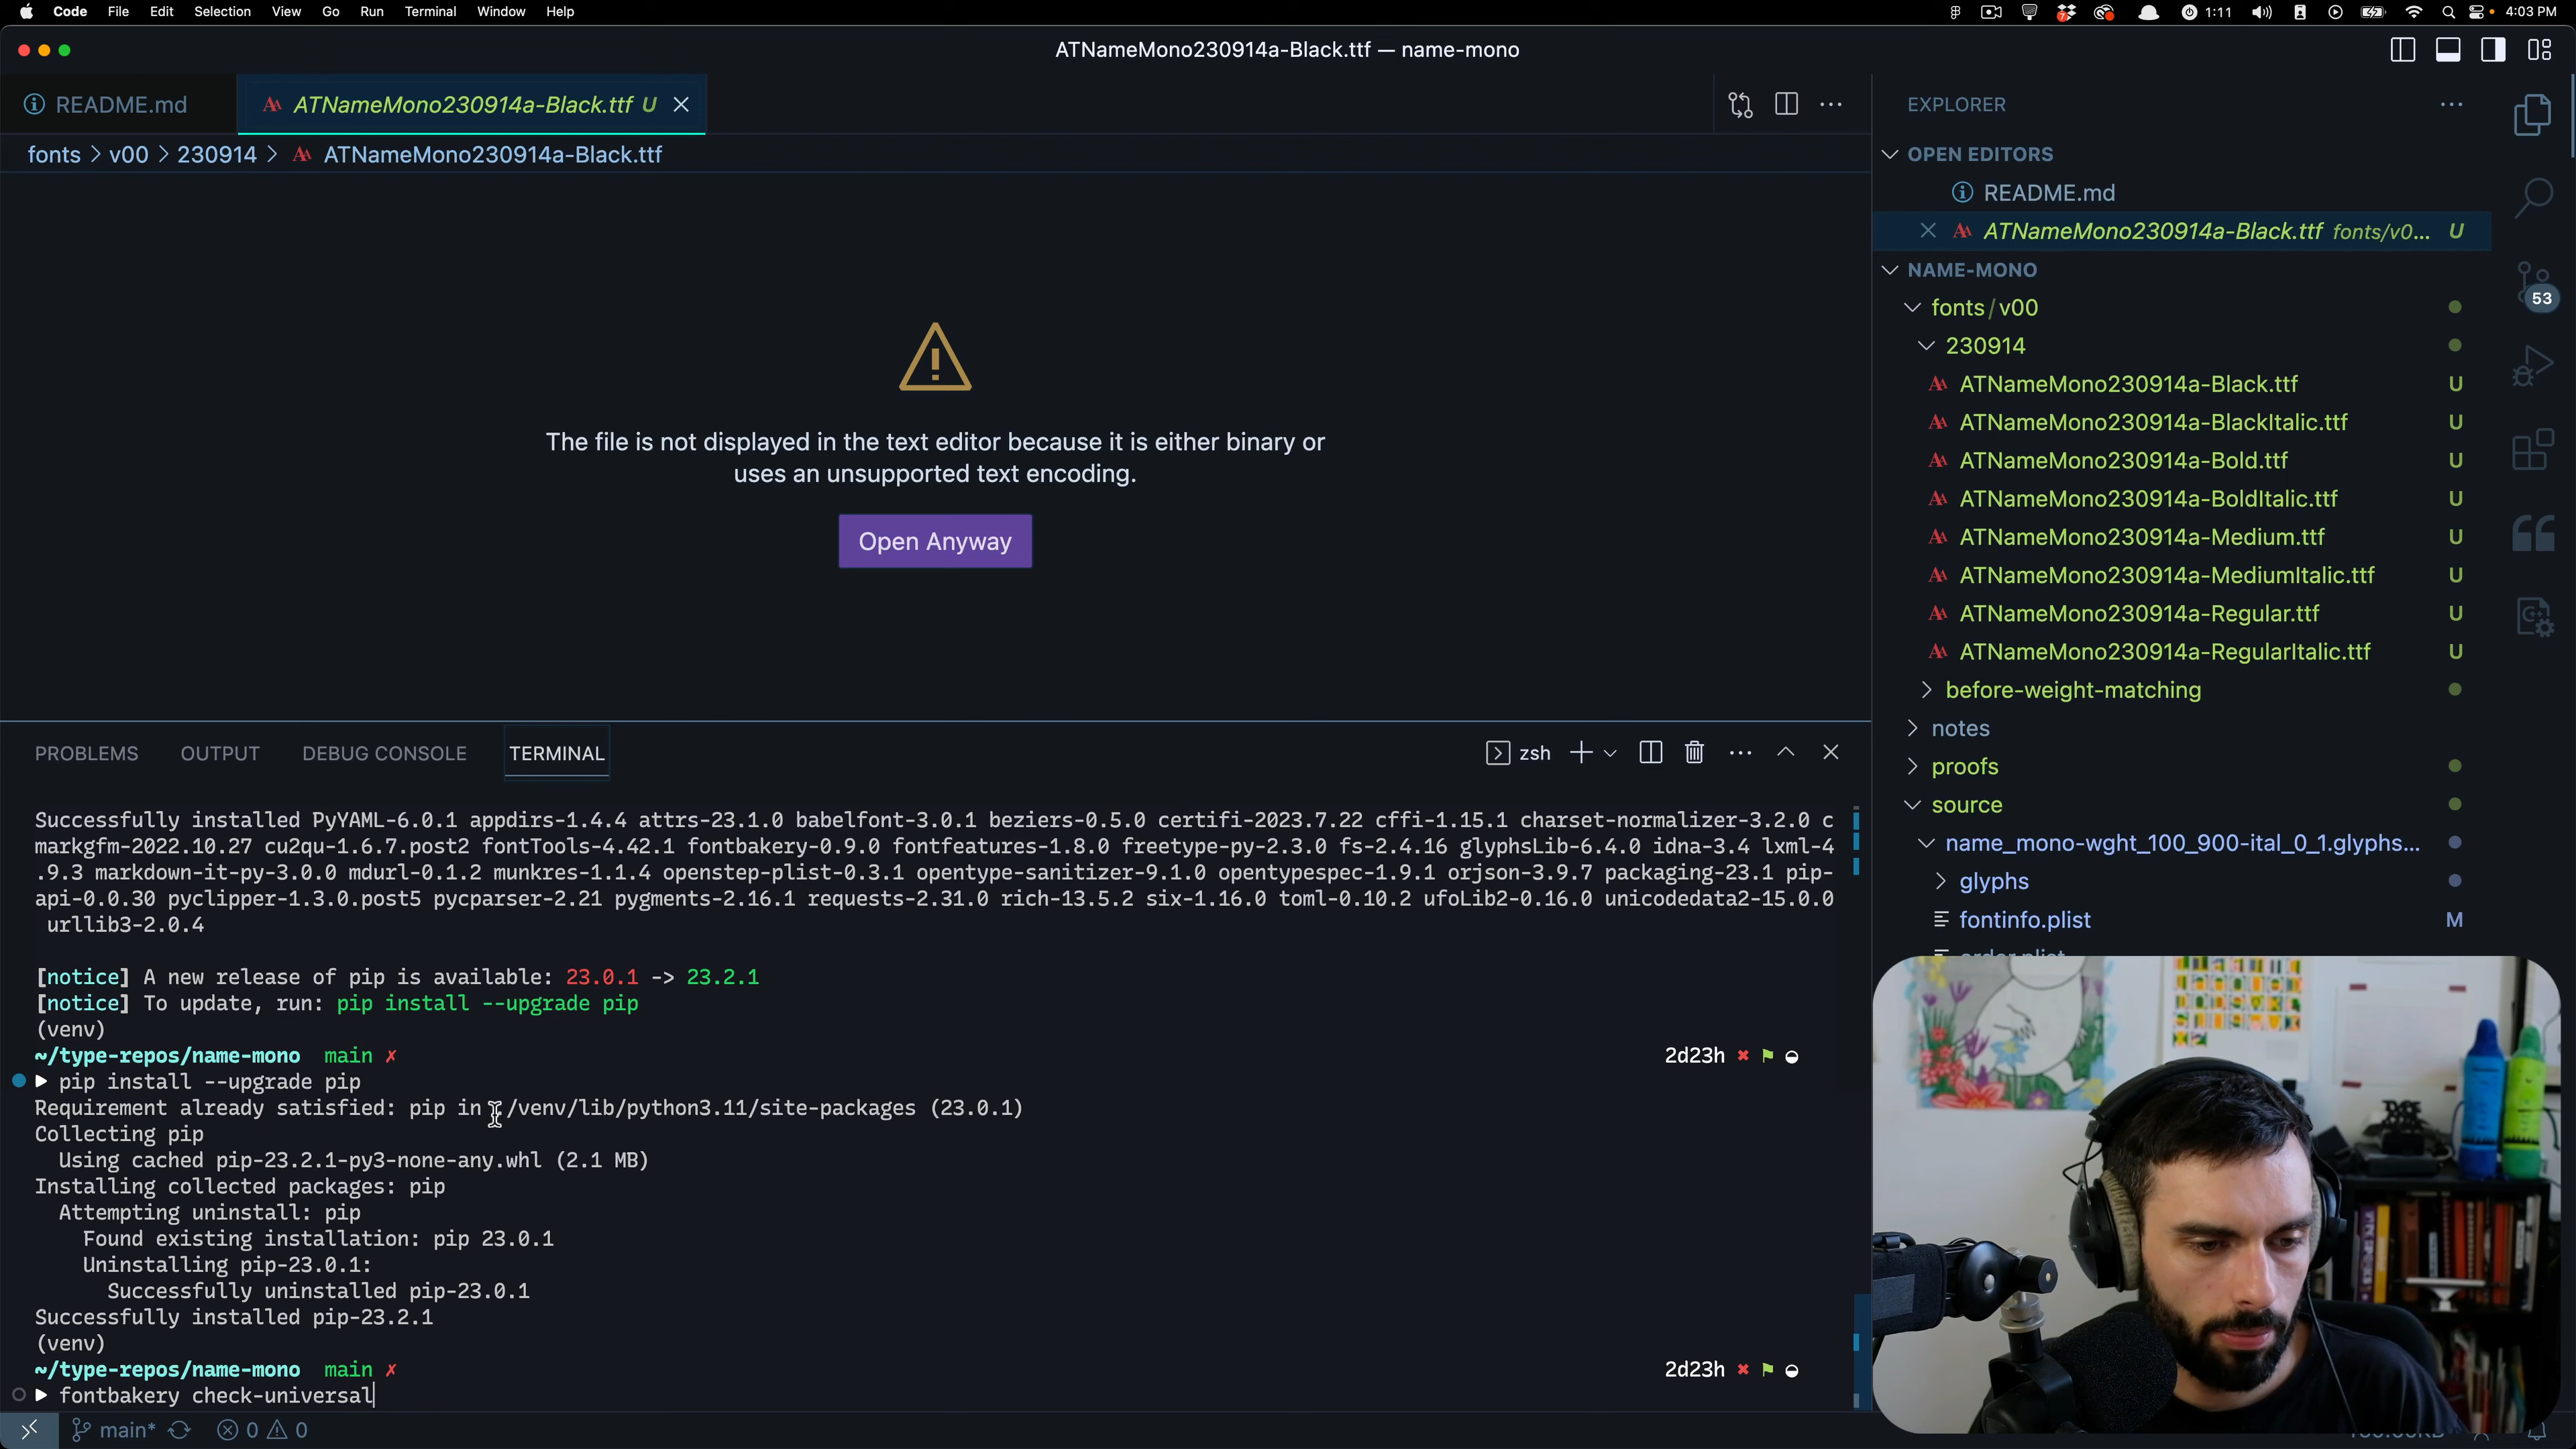 Code File Edit Selection View Go Run Terminal Window Help
7 1:11 4:03 PM
ATNameMono230914a-Black.ttf — name-mono
README.md
ATNameMono230914a-Black.ttf U
fonts > v00 > 230914 > ATNameMono230914a-Black.ttf
The file is not displayed in the text editor because it is either binary or
uses an unsupported text encoding.
Open Anyway
PROBLEMS OUTPUT DEBUG CONSOLE TERMINAL
zsh
Successfully installed PyYAML-6.0.1 appdirs-1.4.4 attrs-23.1.0 babelfont-3.0.1 beziers-0.5.0 certifi-2023.7.22 cffi-1.15.1 charset-normalizer-3.2.0 c
markgfm-2022.10.27 cu2qu-1.6.7.post2 fontTools-4.42.1 fontbakery-0.9.0 fontfeatures-1.8.0 freetype-py-2.3.0 fs-2.4.16 glyphsLib-6.4.0 idna-3.4 lxml-4
.9.3 markdown-it-py-3.0.0 mdurl-0.1.2 munkres-1.1.4 openstep-plist-0.3.1 opentype-sanitizer-9.1.0 opentypespec-1.9.1 orjson-3.9.7 packaging-23.1 pip-
api-0.0.30 pyclipper-1.3.0.post5 pycparser-2.21 pygments-2.16.1 requests-2.31.0 rich-13.5.2 six-1.16.0 toml-0.10.2 ufoLib2-0.16.0 unicodedata2-15.0.0
urllib3-2.0.4
[notice] A new release of pip is available: 23.0.1 -> 23.2.1
[notice] To update, run: pip install --upgrade pip
(venv)
~/type-repos/name-mono main ✗ 2d23h
pip install --upgrade pip
Requirement already satisfied: pip in ./venv/lib/python3.11/site-packages (23.0.1)
Collecting pip
Using cached pip-23.2.1-py3-none-any.whl (2.1 MB)
Installing collected packages: pip
Attempting uninstall: pip
Found existing installation: pip 23.0.1
Uninstalling pip-23.0.1:
Successfully uninstalled pip-23.0.1
Successfully installed pip-23.2.1
(venv)
~/type-repos/name-mono main ✗ 2d23h
fontbakery check-universal
main* 0 0
EXPLORER
OPEN EDITORS
README.md
ATNameMono230914a-Black.ttf fonts/v0... U
NAME-MONO
fonts/v00
230914
ATNameMono230914a-Black.ttf U
ATNameMono230914a-BlackItalic.ttf U
ATNameMono230914a-Bold.ttf U
ATNameMono230914a-BoldItalic.ttf U
ATNameMono230914a-Medium.ttf U
ATNameMono230914a-MediumItalic.ttf U
ATNameMono230914a-Regular.ttf U
ATNameMono230914a-RegularItalic.ttf U
before-weight-matching
notes
proofs
source
name_mono-wght_100_900-ital_0_1.glyphs...
glyphs
fontinfo.plist M
order.plist
53